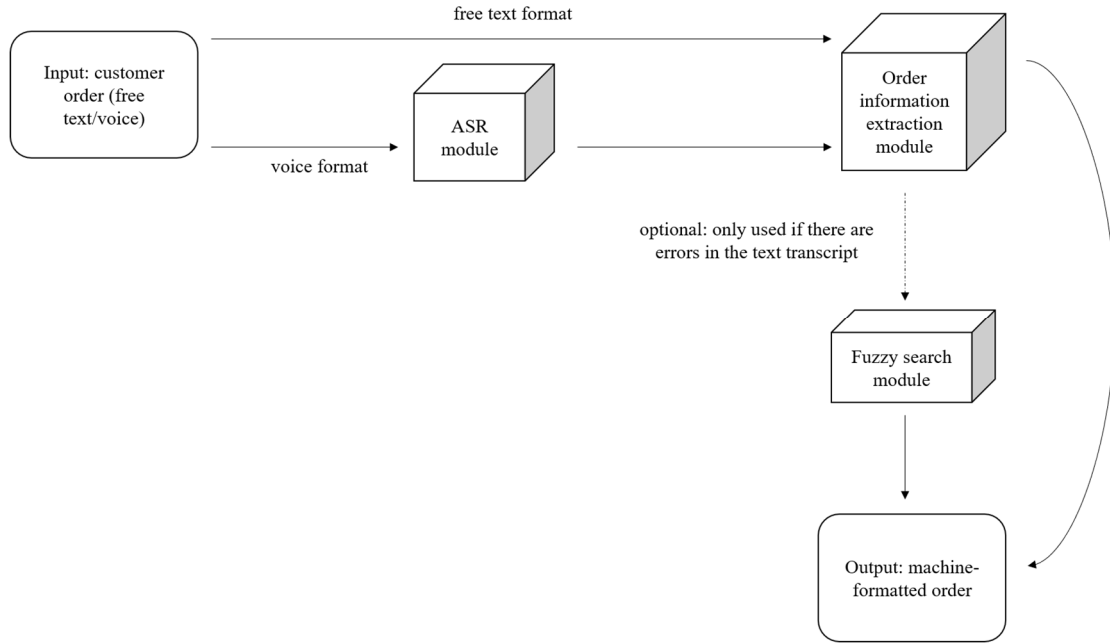 free text format
Input: customer
order (free
text/voice)
ASR
module
voice format
Order
information
extraction
module
optional: only used if there are
errors in the text transcript
Fuzzy search
module
Output: machine-
formatted order